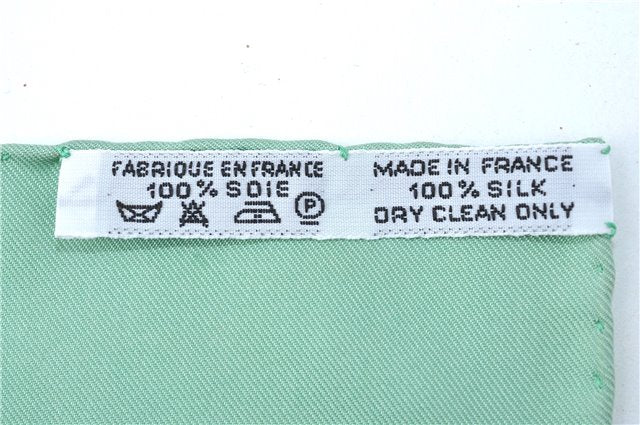 FABRIQUE EN FRANCE
100% SOIE
P
MADE IN FRANCE
100% SILK
DRY CLEAN ONLY